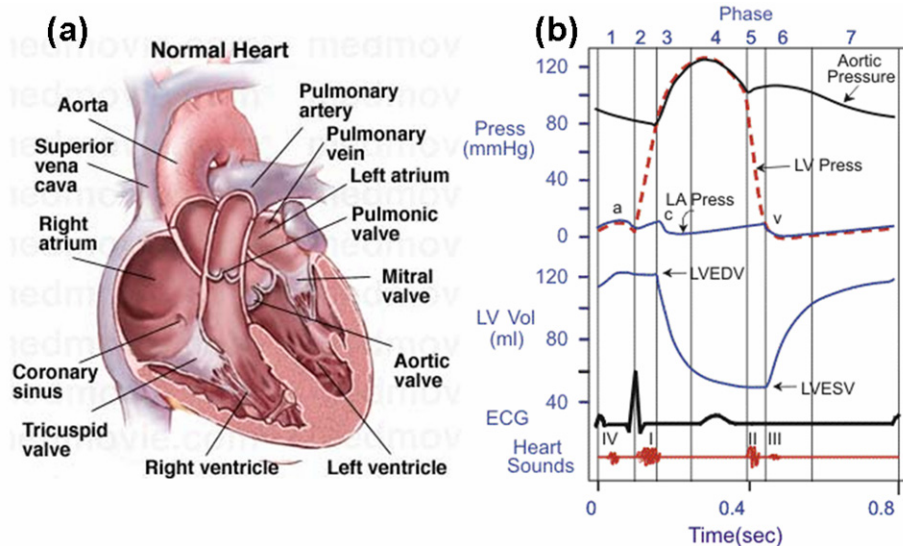 (a)
Normal Heart
Aorta
Superior
vena
cava
Right
atrium
Coronary
sinus
Tricuspid
valve
Right ventricle
Pulmonary
artery
Pulmonary
vein
Left atrium
Pulmonic
valve
Mitral
valve
Aortic
valve
Left ventricle
(b)
Phase
1 2 3 4 5 6 7
120
80
40
0
Press
(mmHg)
Aortic
Pressure
LV Press
a
c
LA Press
v
120
80
40
LV Vol
(ml)
LVEDV
LVESV
ECG
Heart
Sounds
IV I II III
0 0.4 0.8
Time(sec)